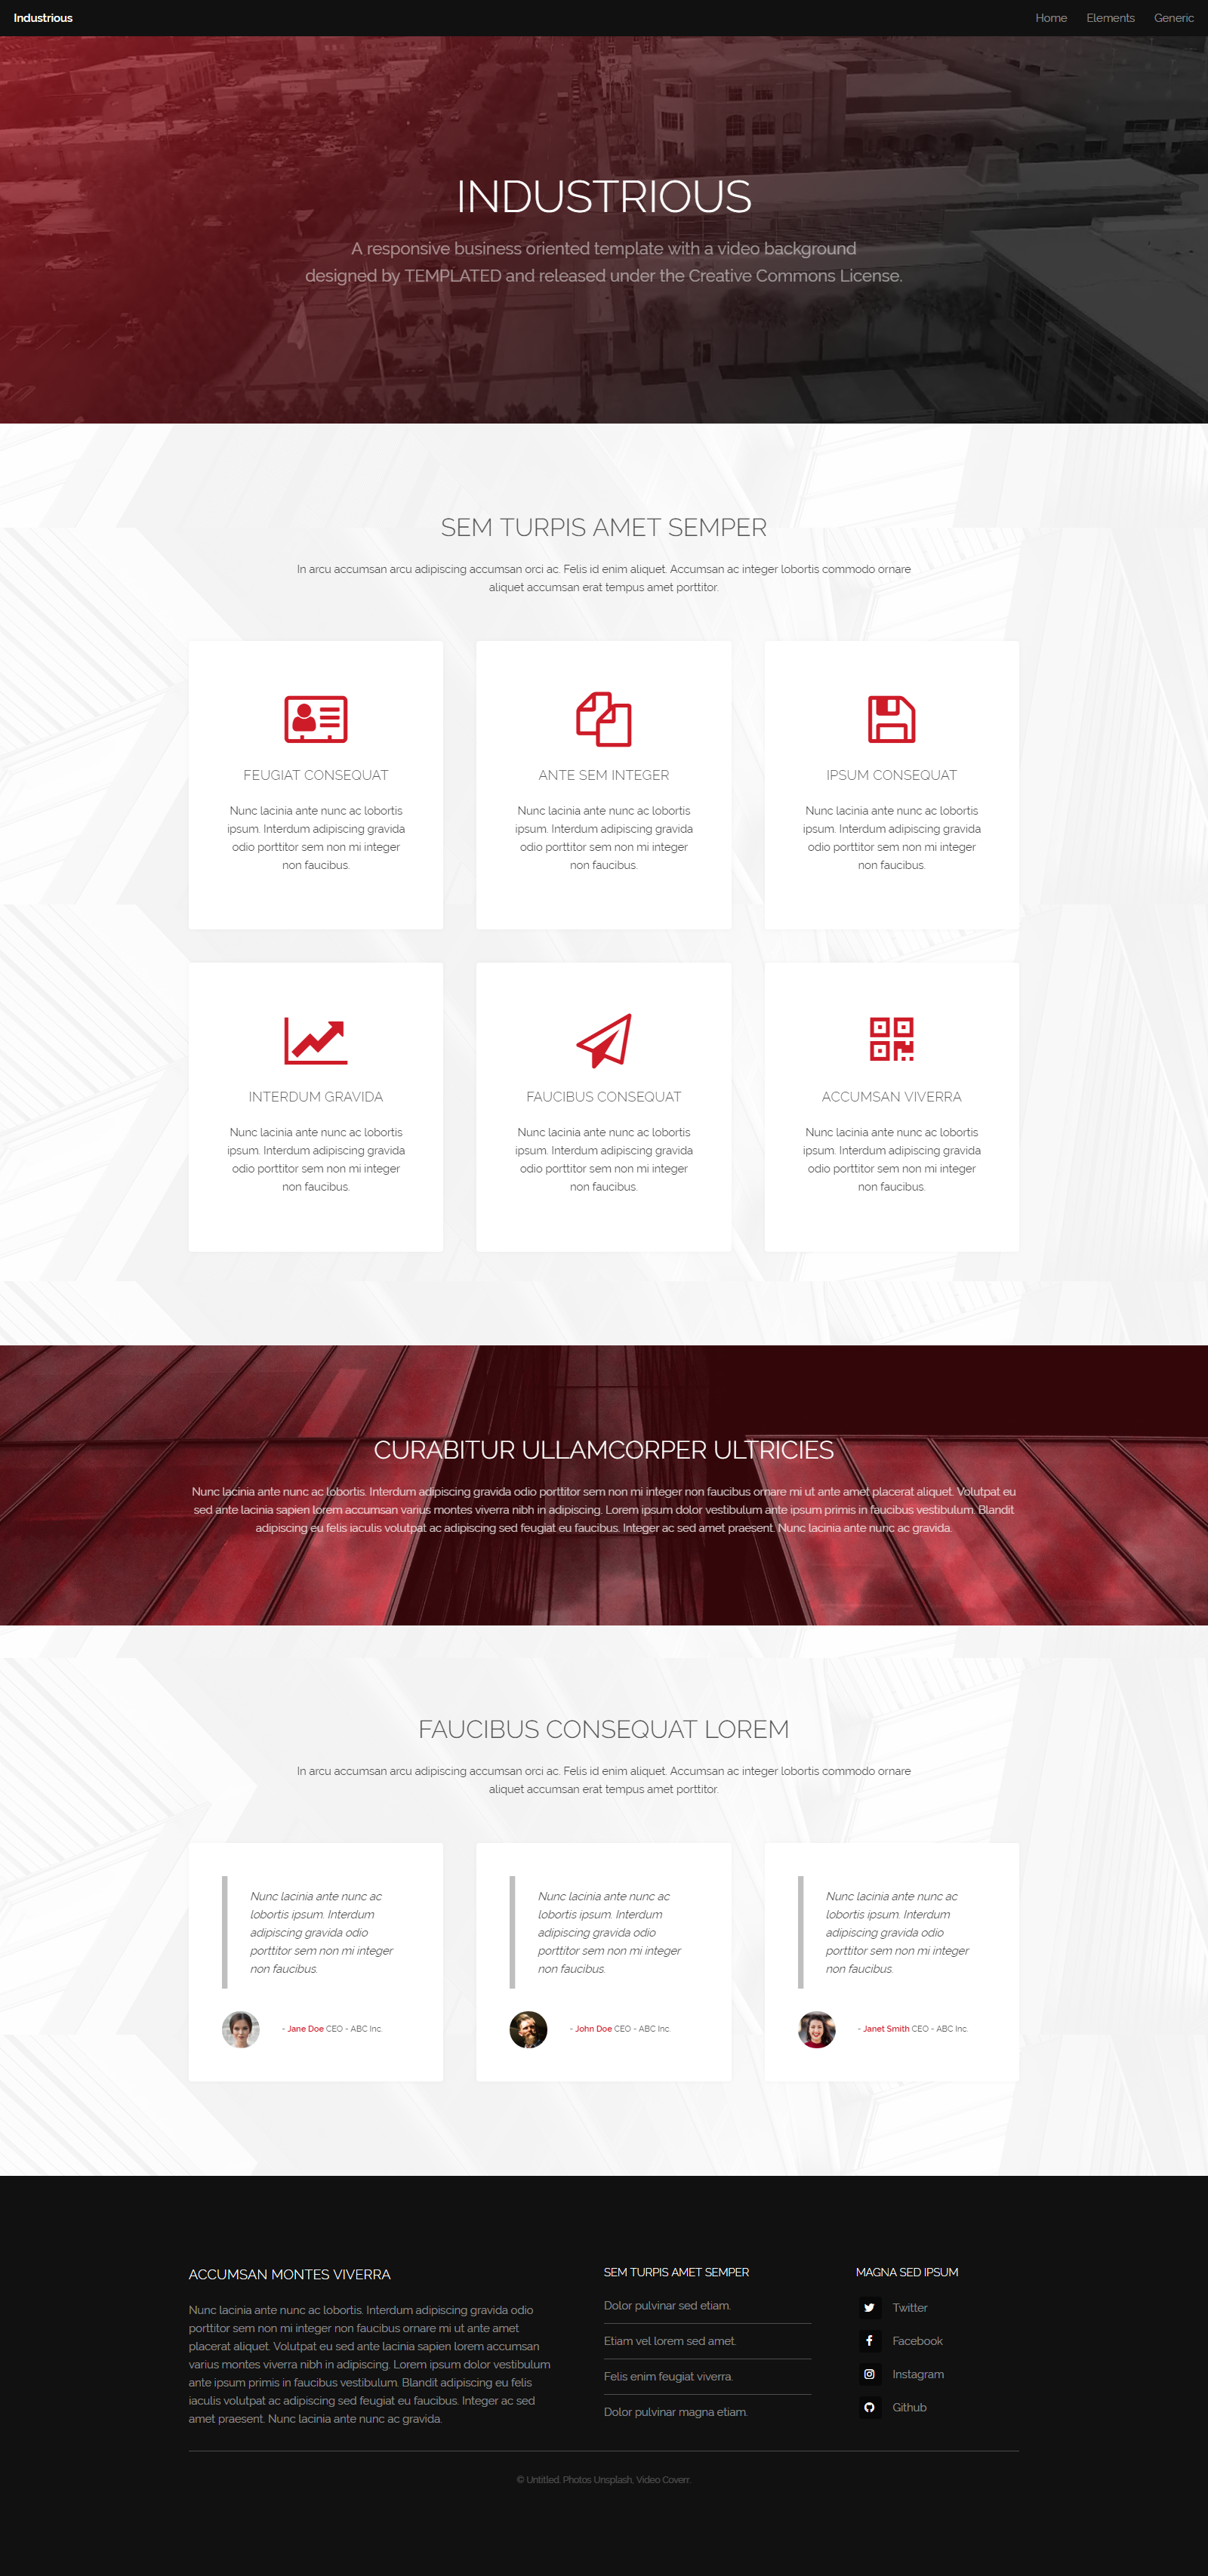 Industrious
Home Elements Generic
INDUSTRIOUS
A responsive business oriented template with a video background
designed by TEMPLATED and released under the Creative Commons License.
SEM TURPIS AMET SEMPER
In arcu accumsan arcu adipiscing accumsan orci ac. Felis id enim aliquet. Accumsan ac integer lobortis commodo ornare
aliquet accumsan erat tempus amet porttitor.
FEUGIAT CONSEQUAT
Nunc lacinia ante nunc ac lobortis
ipsum. Interdum adipiscing gravida
odio porttitor sem non mi integer
non faucibus.
ANTE SEM INTEGER
Nunc lacinia ante nunc ac lobortis
ipsum. Interdum adipiscing gravida
odio porttitor sem non mi integer
non faucibus.
IPSUM CONSEQUAT
Nunc lacinia ante nunc ac lobortis
ipsum. Interdum adipiscing gravida
odio porttitor sem non mi integer
non faucibus.
INTERDUM GRAVIDA
Nunc lacinia ante nunc ac lobortis
ipsum. Interdum adipiscing gravida
odio porttitor sem non mi integer
non faucibus.
FAUCIBUS CONSEQUAT
Nunc lacinia ante nunc ac lobortis
ipsum. Interdum adipiscing gravida
odio porttitor sem non mi integer
non faucibus.
ACCUMSAN VIVERRA
Nunc lacinia ante nunc ac lobortis
ipsum. Interdum adipiscing gravida
odio porttitor sem non mi integer
non faucibus.
CURABITUR ULLAMCORPER ULTRICIES
Nunc lacinia ante nunc ac lobortis. Interdum adipiscing gravida odio porttitor sem non mi integer non faucibus ornare mi ut ante amet placerat aliquet. Volutpat eu
sed ante lacinia sapien lorem accumsan varius montes viverra nibh in adipiscing. Lorem ipsum dolor vestibulum ante ipsum primis in faucibus vestibulum. Blandit
adipiscing eu felis iaculis volutpat ac adipiscing sed feugiat eu faucibus. Integer ac sed amet praesent. Nunc lacinia ante nunc ac gravida.
FAUCIBUS CONSEQUAT LOREM
In arcu accumsan arcu adipiscing accumsan orci ac. Felis id enim aliquet. Accumsan ac integer lobortis commodo ornare
aliquet accumsan erat tempus amet porttitor.
Nunc lacinia ante nunc ac
lobortis ipsum. Interdum
adipiscing gravida odio
porttitor sem non mi integer
non faucibus.
- Jane Doe CEO - ABC Inc.
Nunc lacinia ante nunc ac
lobortis ipsum. Interdum
adipiscing gravida odio
porttitor sem non mi integer
non faucibus.
- John Doe CEO - ABC Inc.
Nunc lacinia ante nunc ac
lobortis ipsum. Interdum
adipiscing gravida odio
porttitor sem non mi integer
non faucibus.
- Janet Smith CEO - ABC Inc.
ACCUMSAN MONTES VIVERRA
Nunc lacinia ante nunc ac lobortis. Interdum adipiscing gravida odio
porttitor sem non mi integer non faucibus ornare mi ut ante amet
placerat aliquet. Volutpat eu sed ante lacinia sapien lorem accumsan
varius montes viverra nibh in adipiscing. Lorem ipsum dolor vestibulum
ante ipsum primis in faucibus vestibulum. Blandit adipiscing eu felis
iaculis volutpat ac adipiscing sed feugiat eu faucibus. Integer ac sed
amet praesent. Nunc lacinia ante nunc ac gravida.
SEM TURPIS AMET SEMPER
Dolor pulvinar sed etiam.
Etiam vel lorem sed amet.
Felis enim feugiat viverra.
Dolor pulvinar magna etiam.
MAGNA SED IPSUM
Twitter
Facebook
Instagram
Github
© Untitled. Photos Unsplash, Video Coverr.